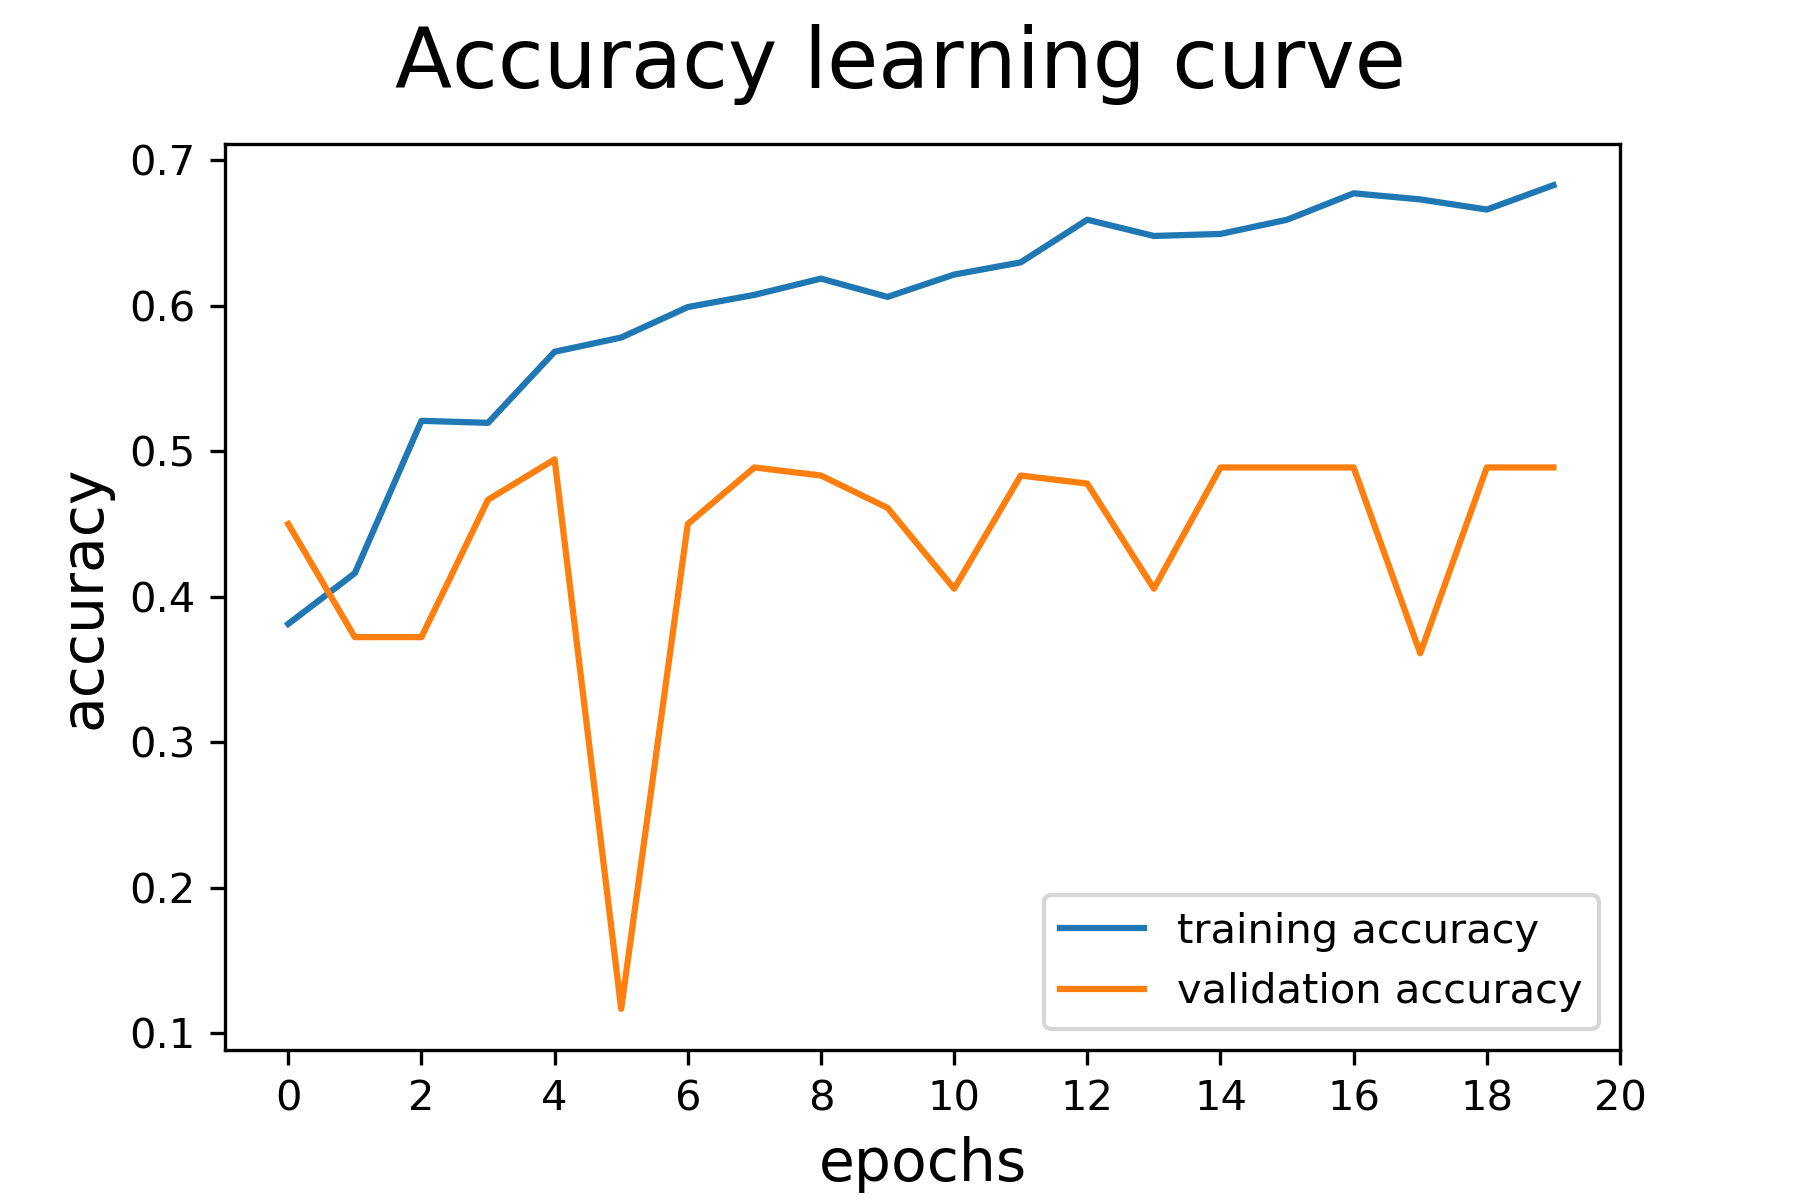 Accuracy learning curve
0.7
0.6
0.5
0.4
0.3
0.2
0.1
accuracy
training accuracy
validation accuracy
0 2 4 6 8 10 12 14 16 18 20
epochs